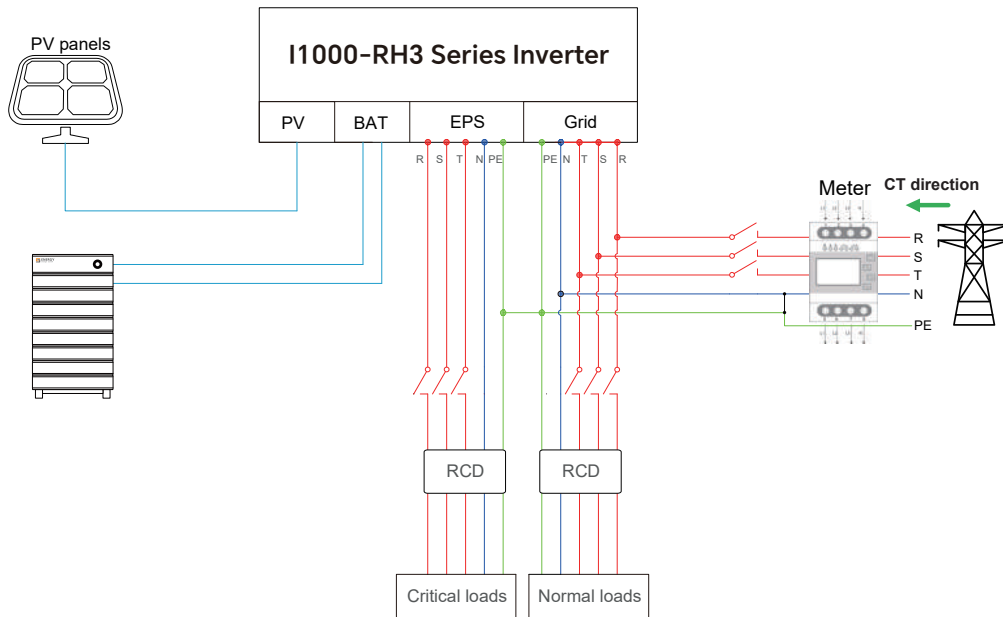 I1000-RH3 Series Inverter
PV panels
PV BAT EPS Grid
R S T N PE PE N T S R
Meter CT direction
R
S
T
N
PE
RCD RCD
Critical loads Normal loads